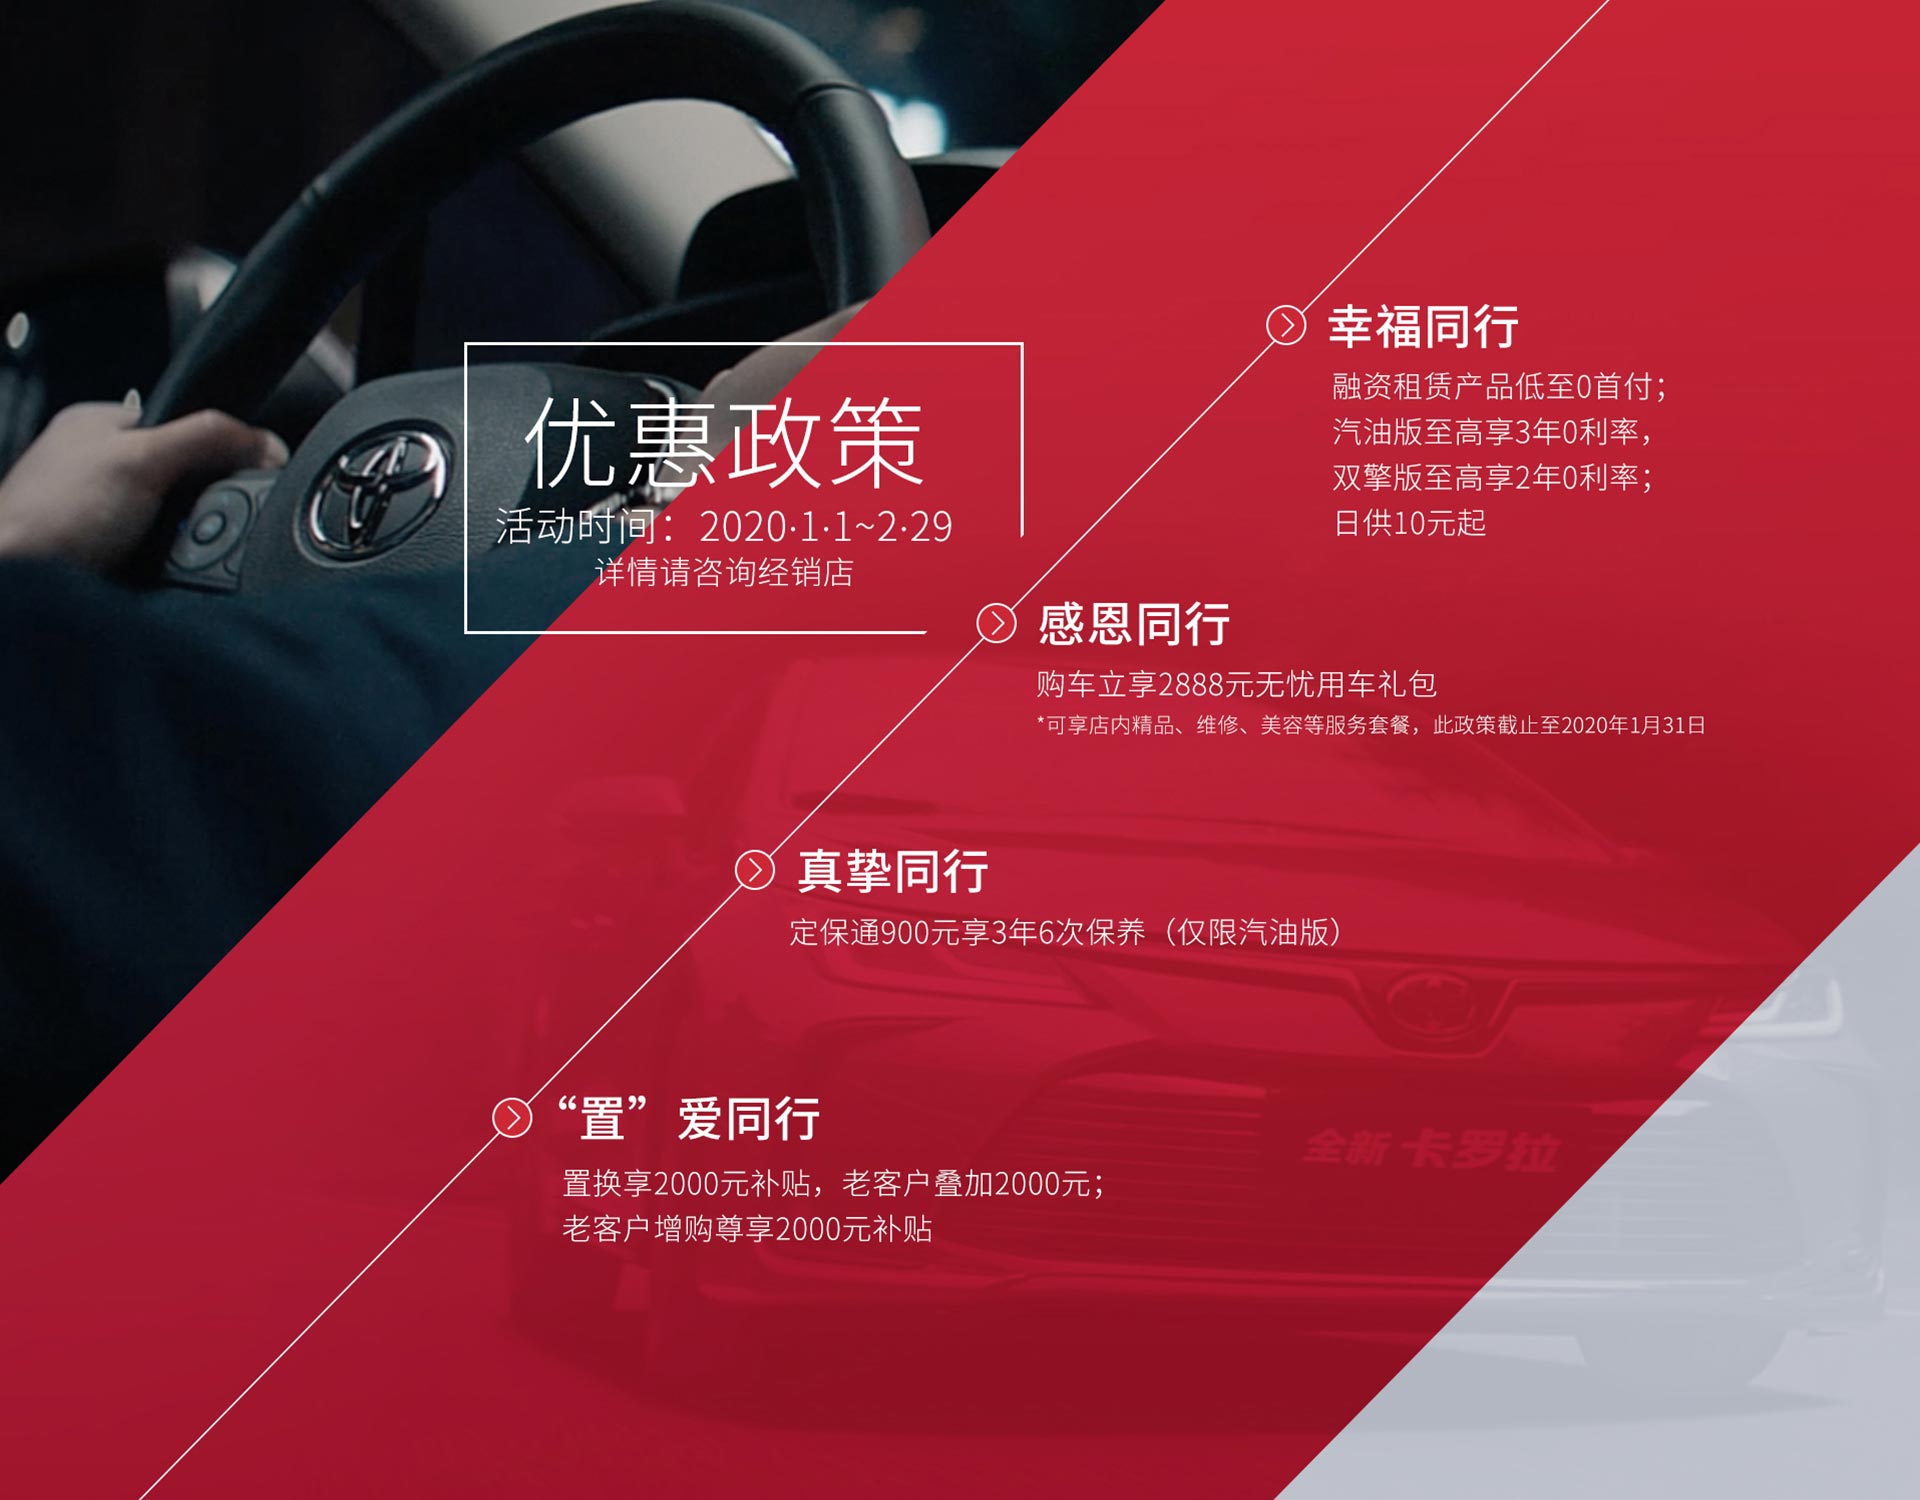 优惠政策
活动时间：2020·1·1~2·29
详情请咨询经销店
幸福同行
融资租赁产品低至0首付；
汽油版至高享3年0利率，
双擎版至高享2年0利率；
日供10元起
感恩同行
购车立享2888元无忧用车礼包
*可享店内精品、维修、美容等服务套餐，此政策截止至2020年1月31日
真挚同行
定保通900元享3年6次保养（仅限汽油版）
“置”爱同行
置换享2000元补贴，老客户叠加2000元；
老客户增购尊享2000元补贴
全新 卡罗拉